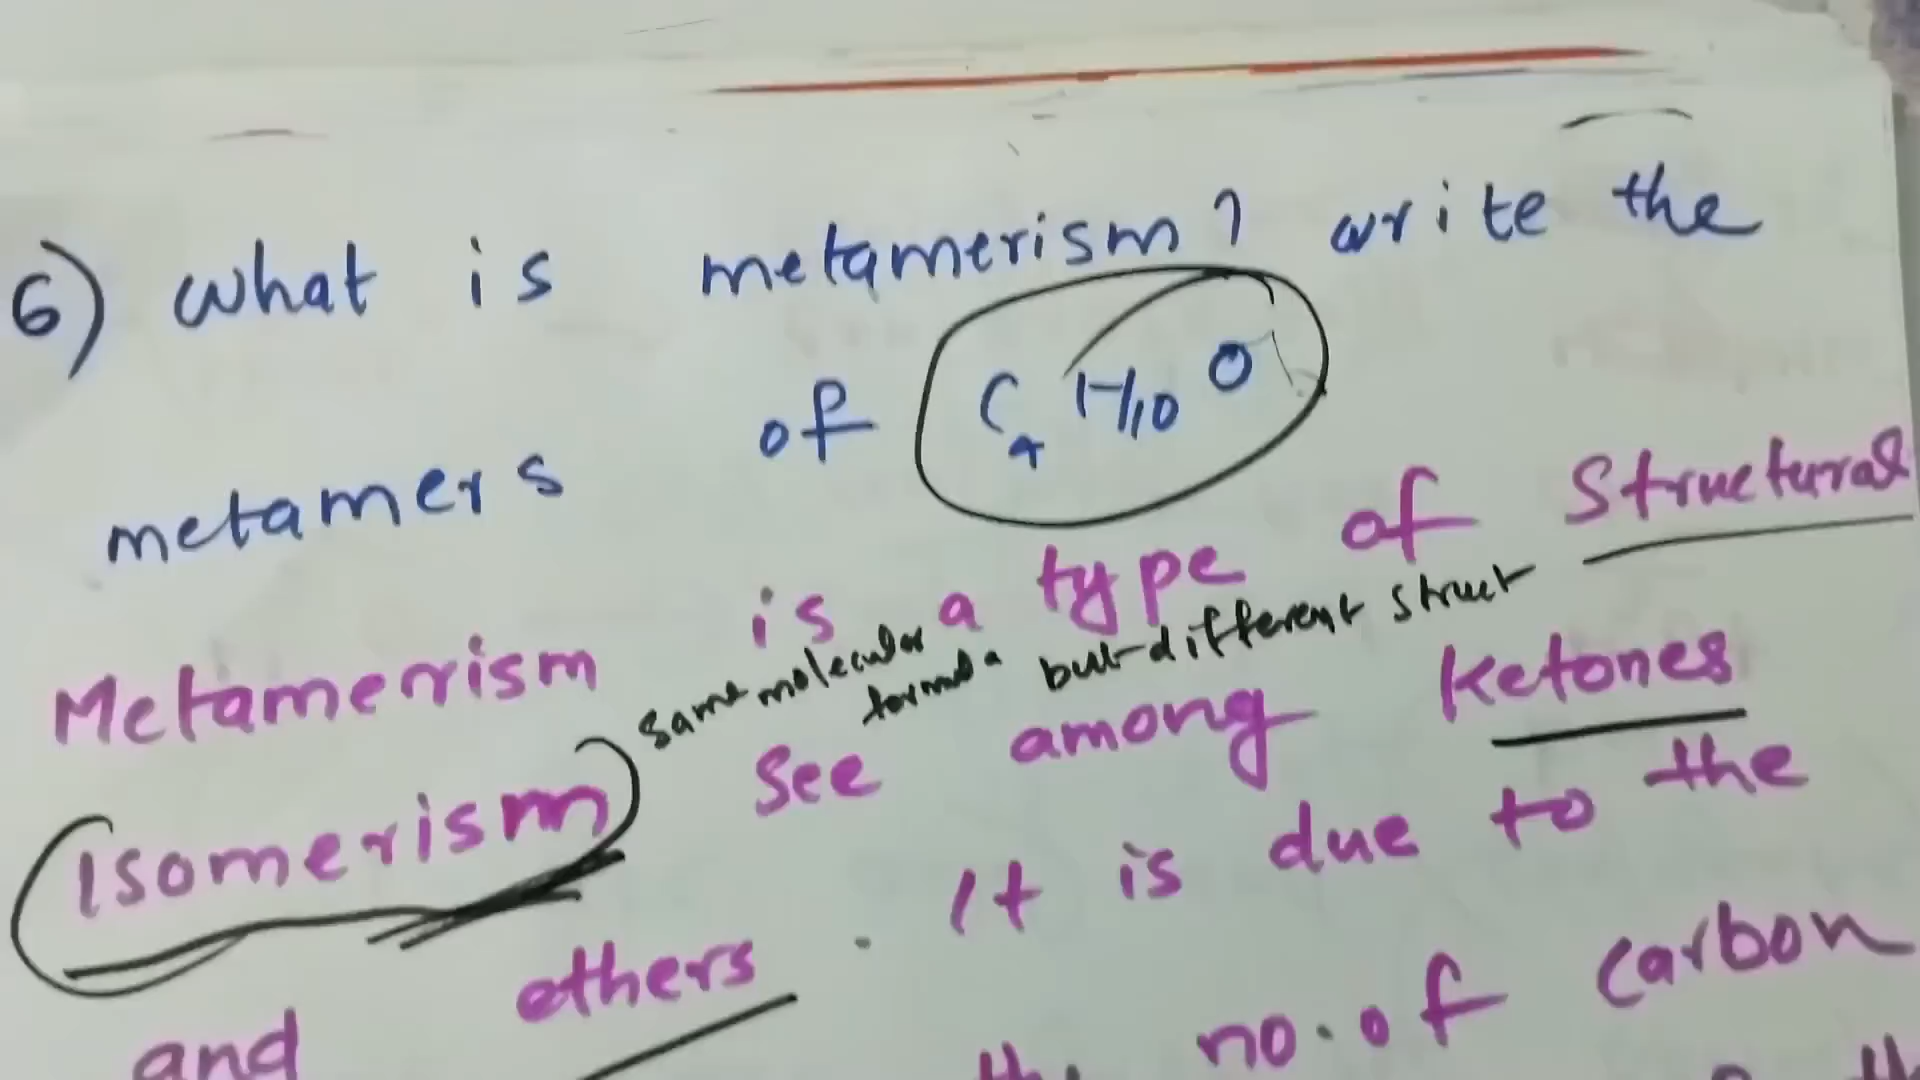 6) What is metamerism? write the
metamers of C4H10O
Metamerism is a type of Structural
same molecular formula but different struct
Isomerism see among ketones
and ethers. It is due to the
no. of carbon